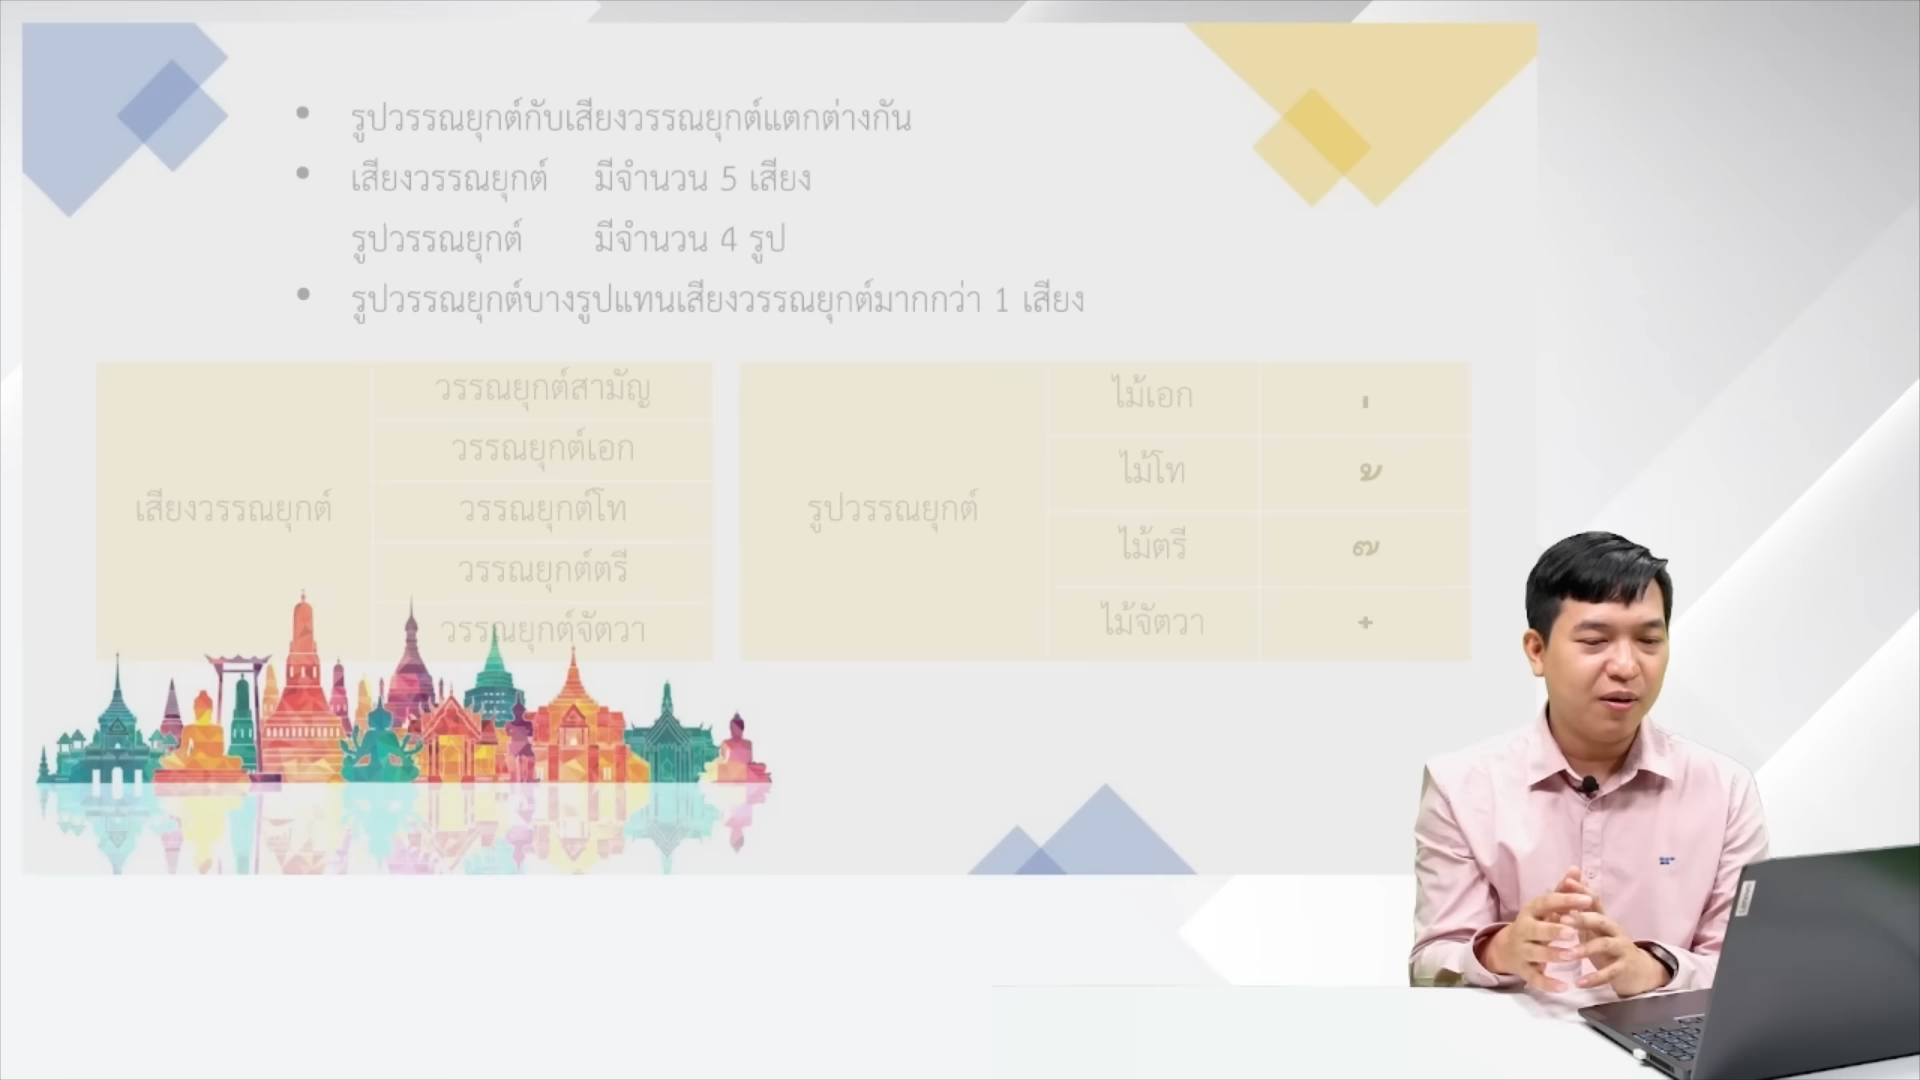 รูปวรรณยุกต์กับเสียงวรรณยุกต์แตกต่างกัน
เสียงวรรณยุกต์ มีจำนวน 5 เสียง
รูปวรรณยุกต์ มีจำนวน 4 รูป
รูปวรรณยุกต์บางรูปแทนเสียงวรรณยุกต์มากกว่า 1 เสียง
เสียงวรรณยุกต์
วรรณยุกต์สามัญ
วรรณยุกต์เอก
วรรณยุกต์โท
วรรณยุกต์ตรี
วรรณยุกต์จัตวา
รูปวรรณยุกต์
ไม้เอก ่
ไม้โท ้
ไม้ตรี ๊
ไม้จัตวา ๋